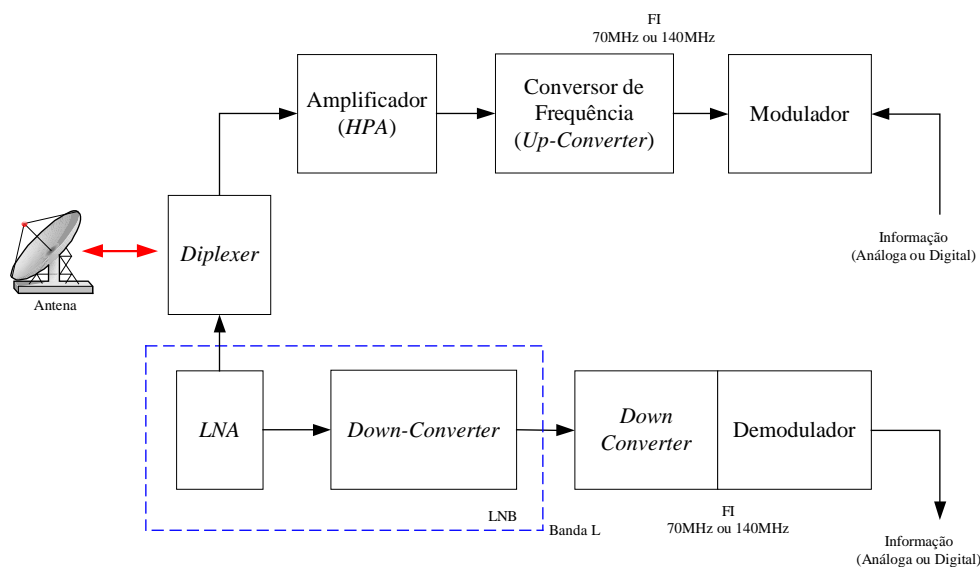 FI
70MHz ou 140MHz
Amplificador
(HPA)
Conversor de
Frequência
(Up-Converter)
Modulador
Diplexer
Antena
Informação
(Análoga ou Digital)
LNA
Down-Converter
Down
Converter
Demodulador
LNB
Banda L
FI
70MHz ou 140MHz
Informação
(Análoga ou Digital)